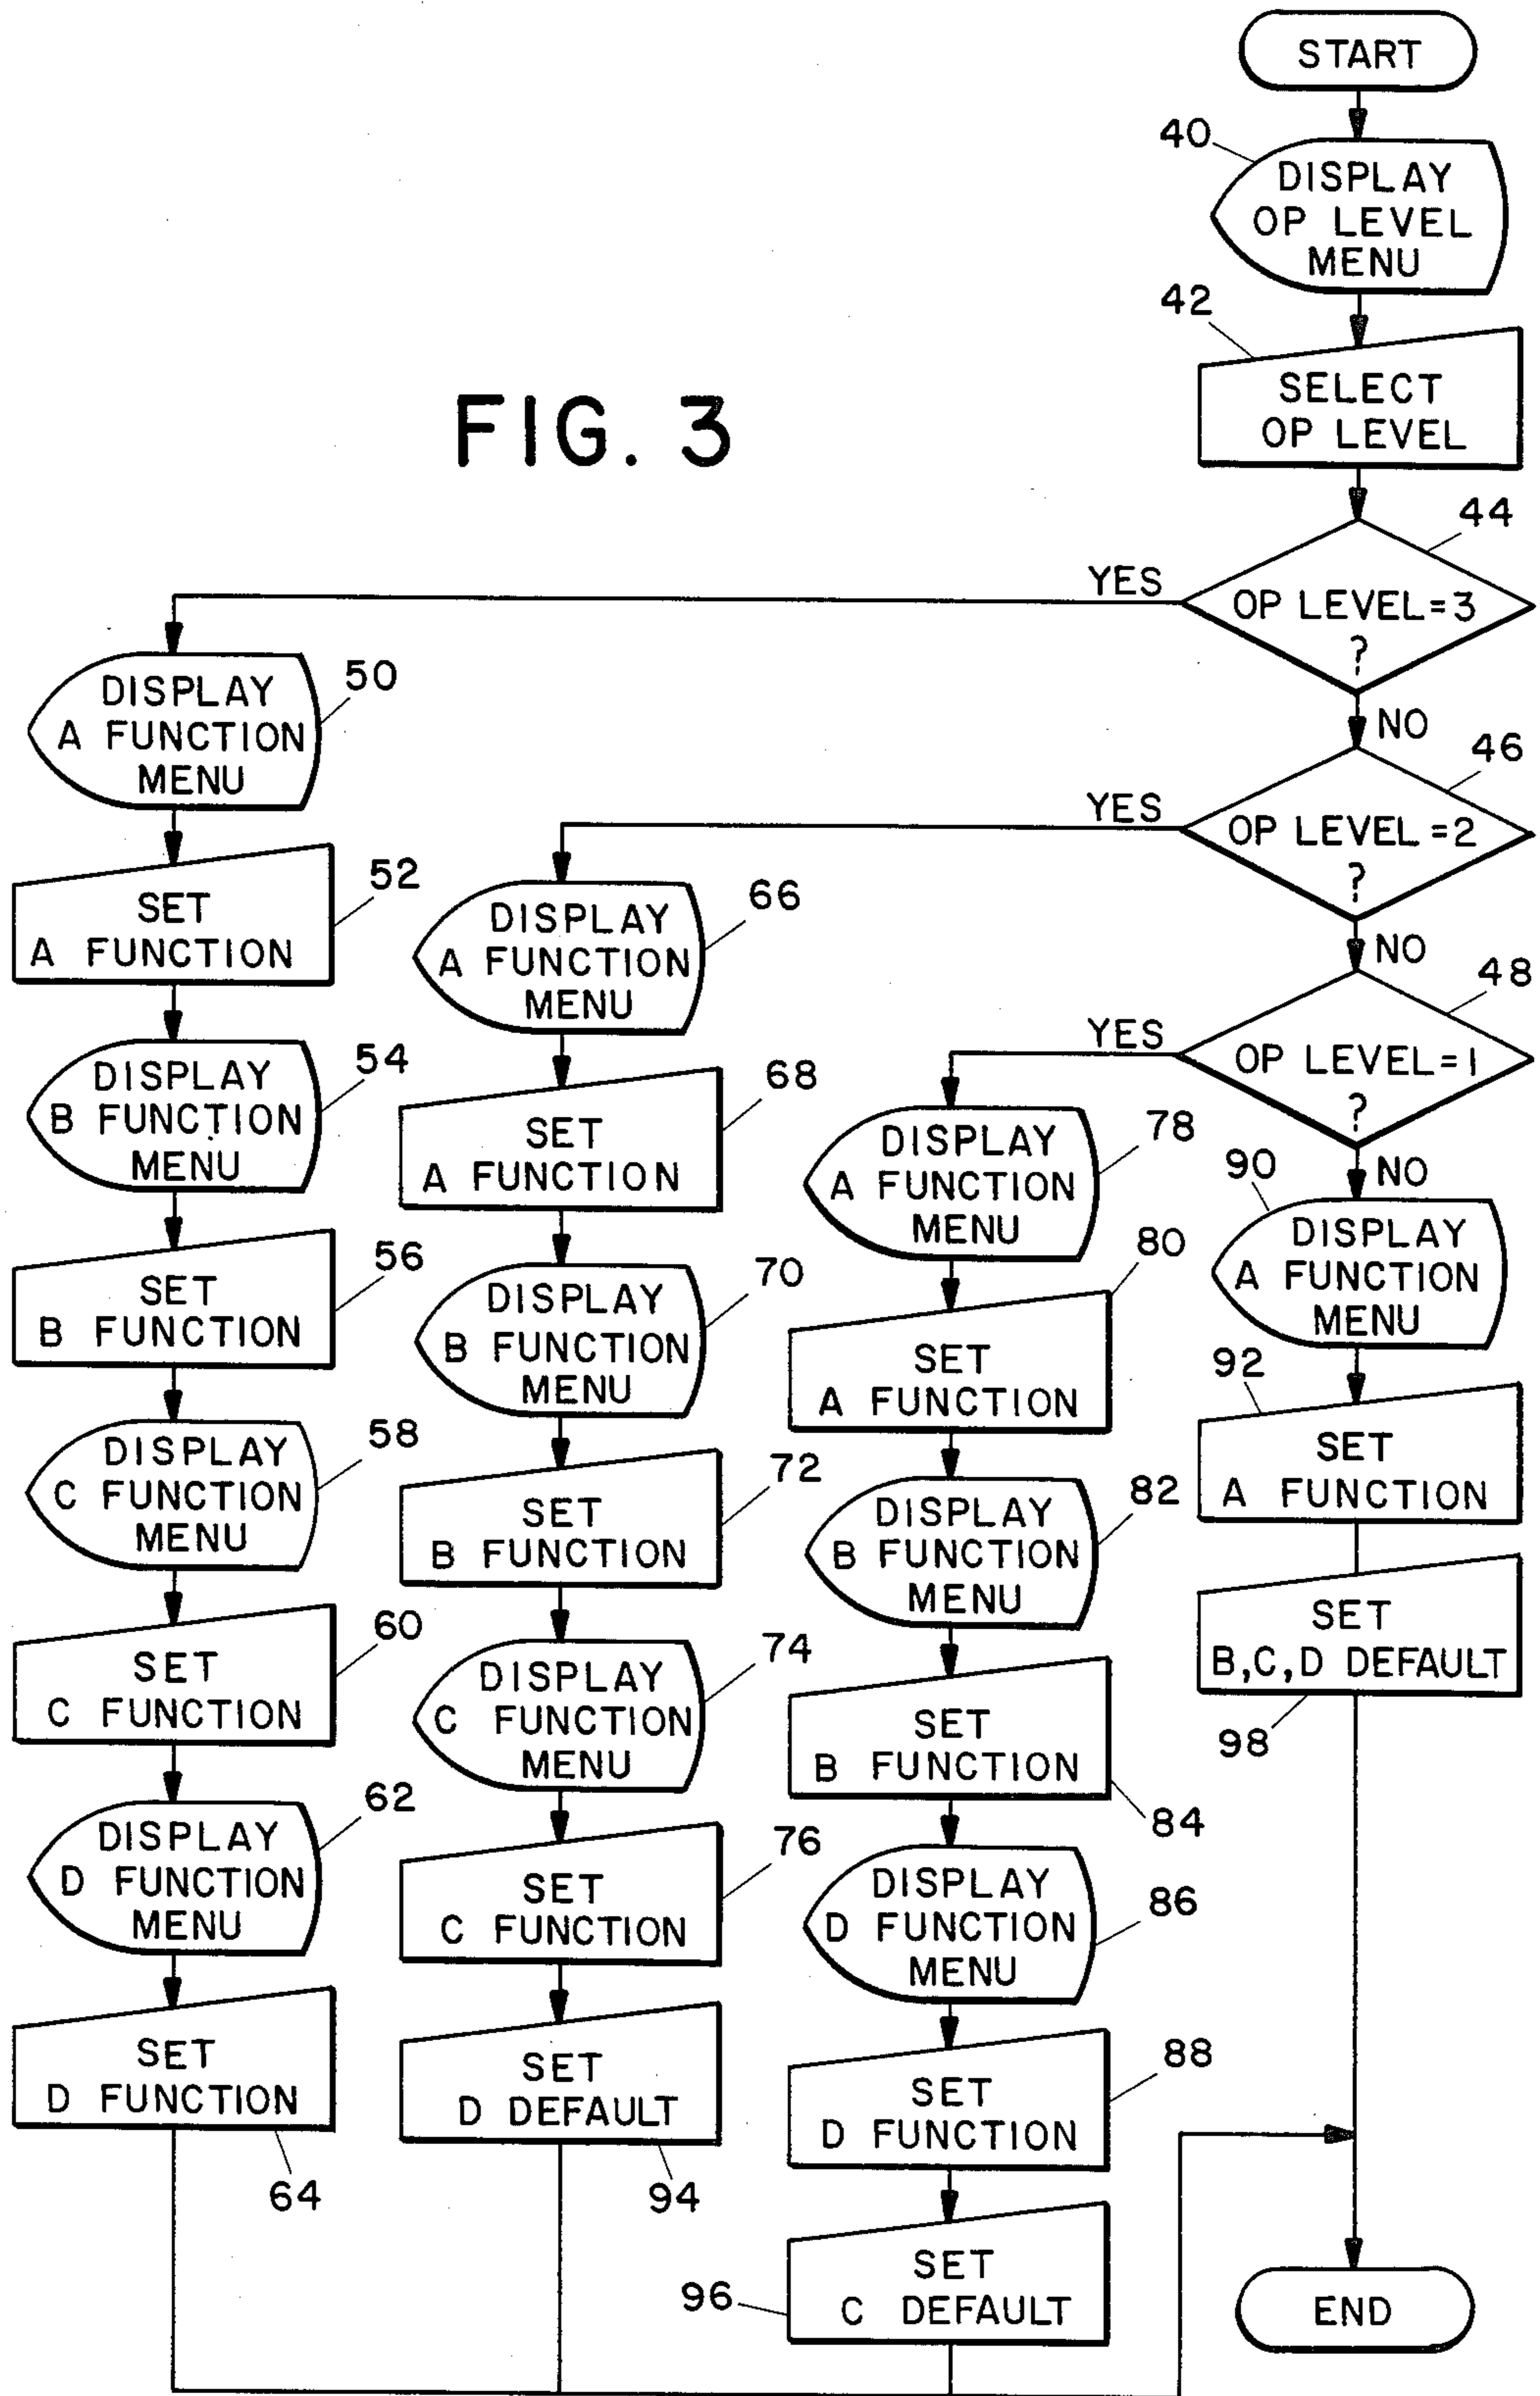 START
40
DISPLAY
OP LEVEL
MENU
42
SELECT
OP LEVEL
FIG. 3
44
OP LEVEL=3
?
YES
NO
46
OP LEVEL=2
?
YES
NO
48
OP LEVEL=1
?
YES
NO
50
DISPLAY
A FUNCTION
MENU
52
SET
A FUNCTION
54
DISPLAY
B FUNCTION
MENU
56
SET
B FUNCTION
58
DISPLAY
C FUNCTION
MENU
60
SET
C FUNCTION
62
DISPLAY
D FUNCTION
MENU
SET
D FUNCTION
64
66
DISPLAY
A FUNCTION
MENU
68
SET
A FUNCTION
70
DISPLAY
B FUNCTION
MENU
72
SET
B FUNCTION
74
DISPLAY
C FUNCTION
MENU
76
SET
C FUNCTION
SET
D DEFAULT
94
78
DISPLAY
A FUNCTION
MENU
80
SET
A FUNCTION
82
DISPLAY
B FUNCTION
MENU
SET
B FUNCTION
84
DISPLAY
D FUNCTION
MENU
86
88
SET
D FUNCTION
SET
C DEFAULT
96
90
DISPLAY
A FUNCTION
MENU
92
SET
A FUNCTION
SET
B,C,D DEFAULT
98
END